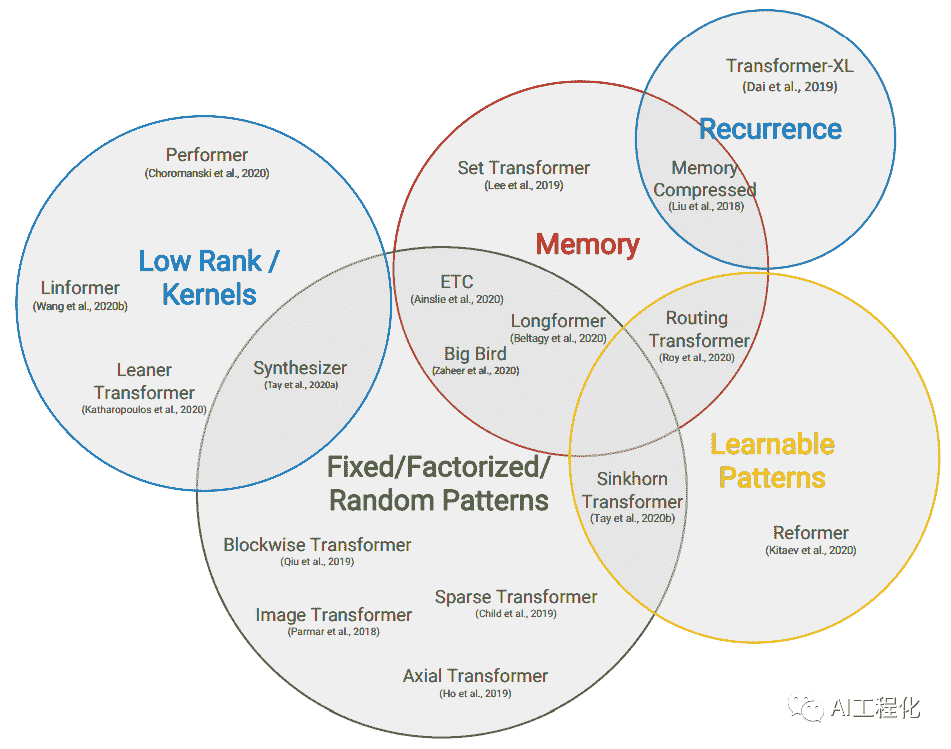 Transformer-XL
(Dai et al., 2019)
Recurrence
Performer
(Choromanski et al., 2020)
Set Transformer
(Lee et al., 2019)
Memory
Compressed
(Liu et al., 2018)
Memory
Low Rank /
Kernels
Linformer
(Wang et al., 2020b)
ETC
(Ainslie et al., 2020)
Longformer
(Beltagy et al., 2020)
Big Bird
(Zaheer et al., 2020)
Routing
Transformer
(Roy et al., 2020)
Leaner
Transformer
(Katharopoulos et al., 2020)
Synthesizer
(Tay et al., 2020a)
Learnable
Patterns
Fixed/Factorized/
Random Patterns
Sinkhorn
Transformer
(Tay et al., 2020b)
Reformer
(Kitaev et al., 2020)
Blockwise Transformer
(Qiu et al., 2019)
Sparse Transformer
(Child et al., 2019)
Image Transformer
(Parmar et al., 2018)
Axial Transformer
(Ho et al., 2019)
AI工程化